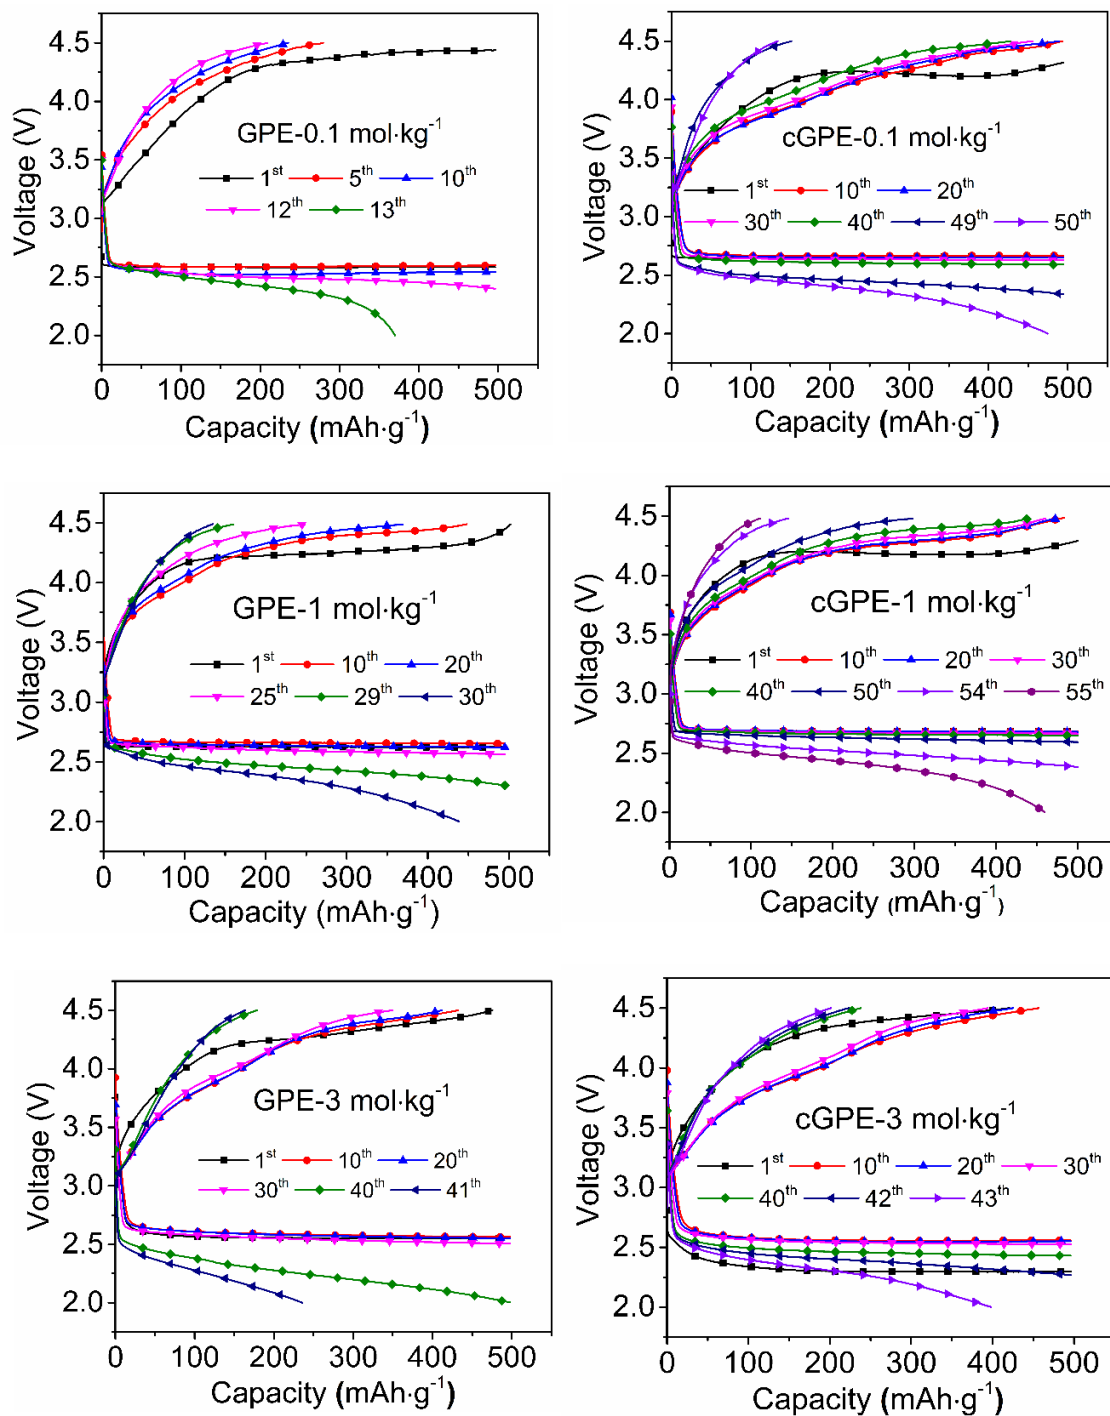 4.5
4.0
3.5
3.0
2.5
2.0
Voltage (V)
GPE-0.1 mol·kg⁻¹
1st 5th 10th
12th 13th
0 100 200 300 400 500
Capacity (mAh·g⁻¹)
4.5
4.0
3.5
3.0
2.5
2.0
Voltage (V)
cGPE-0.1 mol·kg⁻¹
1st 10th 20th
30th 40th 49th 50th
0 100 200 300 400 500
Capacity (mAh·g⁻¹)
4.5
4.0
3.5
3.0
2.5
2.0
Voltage (V)
GPE-1 mol·kg⁻¹
1st 10th 20th
25th 29th 30th
0 100 200 300 400 500
Capacity (mAh·g⁻¹)
4.5
4.0
3.5
3.0
2.5
2.0
Voltage (V)
cGPE-1 mol·kg⁻¹
1st 10th 20th 30th
40th 50th 54th 55th
0 100 200 300 400 500
Capacity (mAh·g⁻¹)
4.5
4.0
3.5
3.0
2.5
2.0
Voltage (V)
GPE-3 mol·kg⁻¹
1st 10th 20th
30th 40th 41th
0 100 200 300 400 500
Capacity (mAh·g⁻¹)
4.5
4.0
3.5
3.0
2.5
2.0
Voltage (V)
cGPE-3 mol·kg⁻¹
1st 10th 20th 30th
40th 42th 43th
0 100 200 300 400 500
Capacity (mAh·g⁻¹)